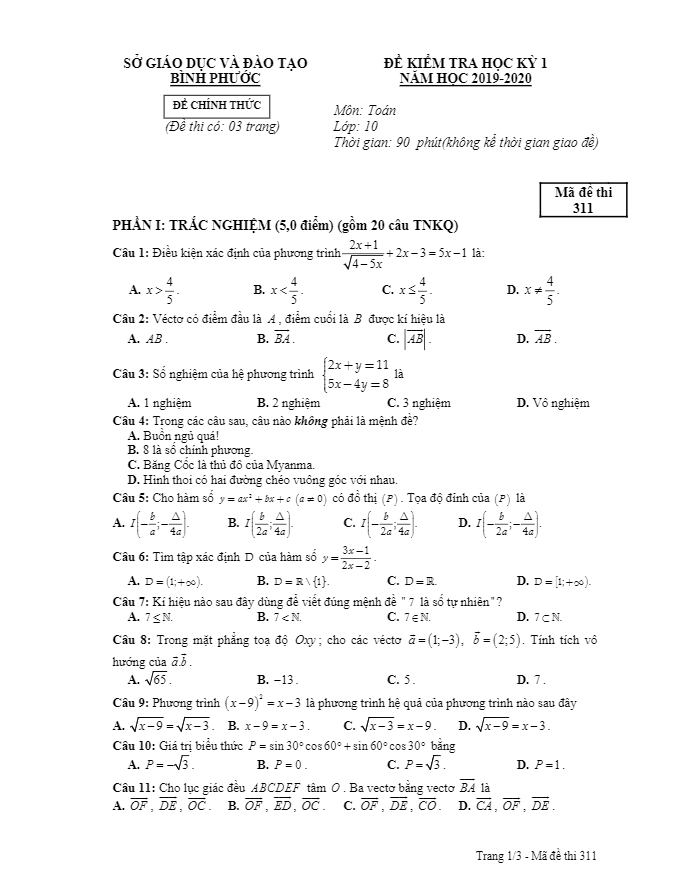 SỞ GIÁO DỤC VÀ ĐÀO TẠO
BÌNH PHƯỚC
ĐỀ CHÍNH THỨC
(Đề thi có: 03 trang)
ĐỀ KIỂM TRA HỌC KỲ 1
NĂM HỌC 2019-2020
Môn: Toán
Lớp: 10
Thời gian: 90 phút(không kể thời gian giao đề)
Mã đề thi
311
PHẦN I: TRẮC NGHIỆM (5,0 điểm) (gồm 20 câu TNKQ)
Câu 1: Điều kiện xác định của phương trình $\frac{2x+1}{\sqrt{4-5x}}+2x-3=5x-1$ là:
A. $x>\frac{4}{5}$. B. $x<\frac{4}{5}$. C. $x\le\frac{4}{5}$. D. $x\ne\frac{4}{5}$.
Câu 2: Véctơ có điểm đầu là A, điểm cuối là B được kí hiệu là
A. $AB$. B. $\overrightarrow{BA}$. C. $|\overrightarrow{AB}|$. D. $\overrightarrow{AB}$.
Câu 3: Số nghiệm của hệ phương trình $\begin{cases}2x+y=11\\5x-4y=8\end{cases}$ là
A. 1 nghiệm B. 2 nghiệm C. 3 nghiệm D. Vô nghiệm
Câu 4: Trong các câu sau, câu nào không phải là mệnh đề?
A. Buồn ngủ quá!
B. 8 là số chính phương.
C. Băng Cốc là thủ đô của Myanma.
D. Hình thoi có hai đường chéo vuông góc với nhau.
Câu 5: Cho hàm số $y=ax^2+bx+c\ (a\ne0)$ có đồ thị $(P)$. Tọa độ đỉnh của $(P)$ là
A. $I\left(-\frac{b}{a};-\frac{\Delta}{4a}\right)$. B. $I\left(\frac{b}{2a};\frac{\Delta}{4a}\right)$. C. $I\left(-\frac{b}{2a};\frac{\Delta}{4a}\right)$. D. $I\left(-\frac{b}{2a};-\frac{\Delta}{4a}\right)$.
Câu 6: Tìm tập xác định D của hàm số $y=\frac{3x-1}{2x-2}$.
A. $D=(1;+\infty)$. B. $D=\mathbb{R}\setminus\{1\}$. C. $D=\mathbb{R}$. D. $D=[1;+\infty)$.
Câu 7: Kí hiệu nào sau đây dùng để viết đúng mệnh đề "7 là số tự nhiên"?
A. $7\le\mathbb{N}$. B. $7<\mathbb{N}$. C. $7\in\mathbb{N}$. D. $7\subset\mathbb{N}$.
Câu 8: Trong mặt phẳng toạ độ Oxy; cho các véctơ $\vec{a}=(1;-3)$, $\vec{b}=(2;5)$. Tính tích vô
hướng của $\vec{a}.\vec{b}$.
A. $\sqrt{65}$. B. $-13$. C. $5$. D. $7$.
Câu 9: Phương trình $(x-9)^2=x-3$ là phương trình hệ quả của phương trình nào sau đây
A. $\sqrt{x-9}=\sqrt{x-3}$. B. $x-9=x-3$. C. $\sqrt{x-3}=x-9$. D. $\sqrt{x-9}=x-3$.
Câu 10: Giá trị biểu thức $P=\sin30°\cos60°+\sin60°\cos30°$ bằng
A. $P=-\sqrt{3}$. B. $P=0$. C. $P=\sqrt{3}$. D. $P=1$.
Câu 11: Cho lục giác đều ABCDEF tâm O. Ba vectơ bằng vectơ $\overrightarrow{BA}$ là
A. $\overrightarrow{OF}$, $\overrightarrow{DE}$, $\overrightarrow{OC}$. B. $\overrightarrow{OF}$, $\overrightarrow{ED}$, $\overrightarrow{OC}$. C. $\overrightarrow{OF}$, $\overrightarrow{DE}$, $\overrightarrow{CO}$. D. $\overrightarrow{CA}$, $\overrightarrow{OF}$, $\overrightarrow{DE}$.
Trang 1/3 - Mã đề thi 311